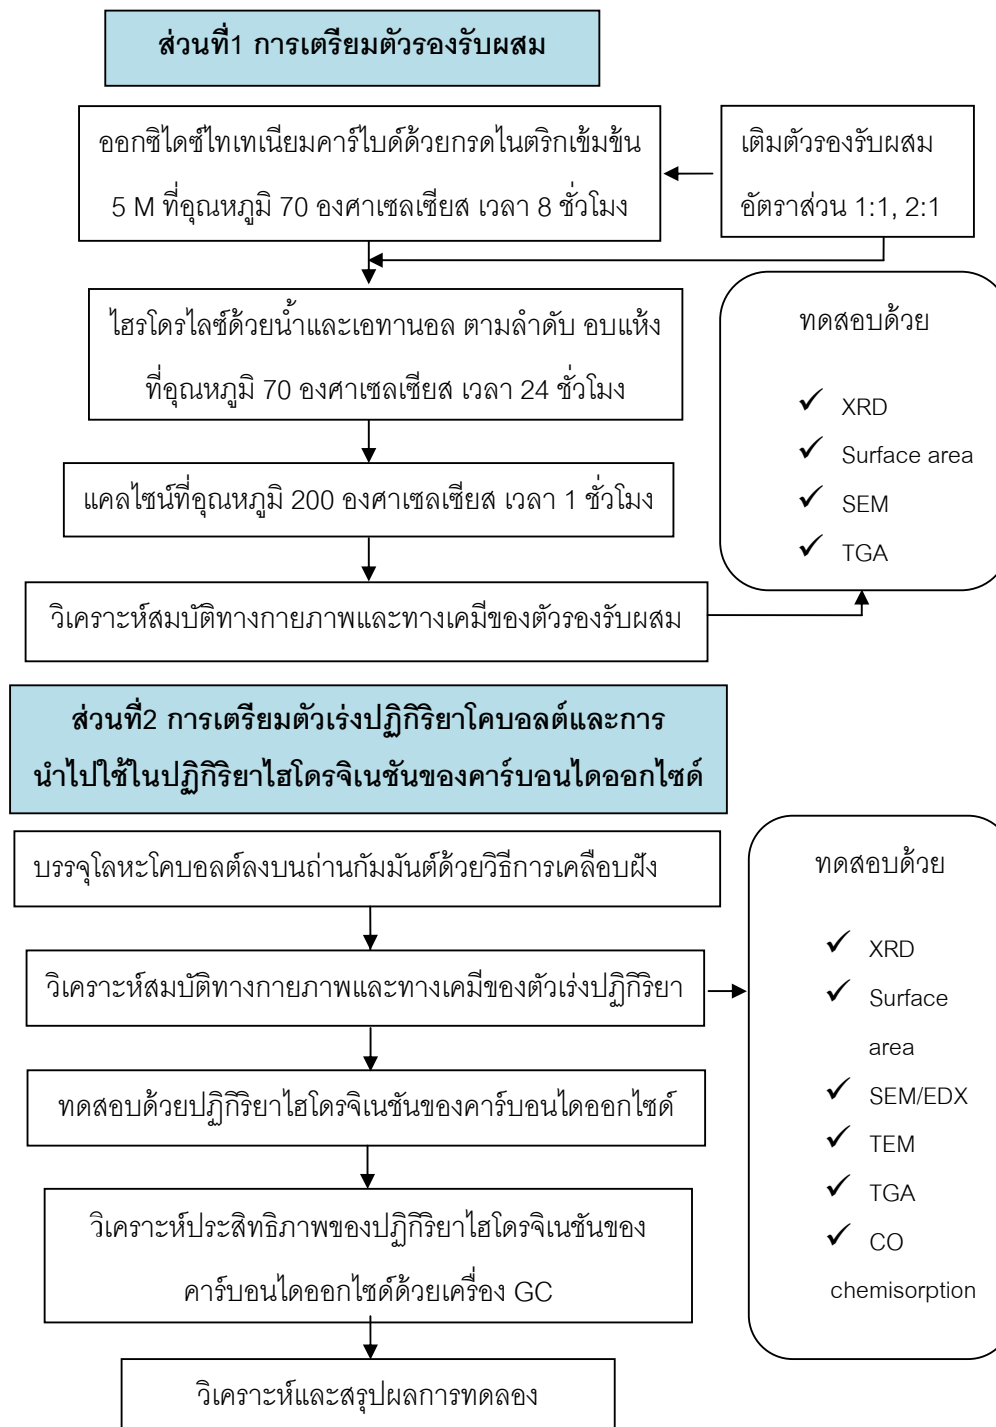 ส่วนที่1 การเตรียมตัวรองรับผสม
ออกซิไดซ์ไทเทเนียมคาร์ไบด์ด้วยกรดไนตริกเข้มข้น
5 M ที่อุณหภูมิ 70 องศาเซลเซียส เวลา 8 ชั่วโมง
เติมตัวรองรับผสม
อัตราส่วน 1:1, 2:1
ไฮรโดรไลซ์ด้วยน้ำและเอทานอล ตามลำดับ อบแห้ง
ที่อุณหภูมิ 70 องศาเซลเซียส เวลา 24 ชั่วโมง
แคลไซน์ที่อุณหภูมิ 200 องศาเซลเซียส เวลา 1 ชั่วโมง
วิเคราะห์สมบัติทางกายภาพและทางเคมีของตัวรองรับผสม
ทดสอบด้วย
✓ XRD
✓ Surface area
✓ SEM
✓ TGA
ส่วนที่2 การเตรียมตัวเร่งปฏิกิริยาโคบอลต์และการ
นำไปใช้ในปฏิกิริยาไฮโดรจิเนชันของคาร์บอนไดออกไซด์
บรรจุโลหะโคบอลต์ลงบนถ่านกัมมันต์ด้วยวิธีการเคลือบฝัง
วิเคราะห์สมบัติทางกายภาพและทางเคมีของตัวเร่งปฏิกิริยา
ทดสอบด้วยปฏิกิริยาไฮโดรจิเนชันของคาร์บอนไดออกไซด์
วิเคราะห์ประสิทธิภาพของปฏิกิริยาไฮโดรจิเนชันของ
คาร์บอนไดออกไซด์ด้วยเครื่อง GC
วิเคราะห์และสรุปผลการทดลอง
ทดสอบด้วย
✓ XRD
✓ Surface
area
✓ SEM/EDX
✓ TEM
✓ TGA
✓ CO
chemisorption